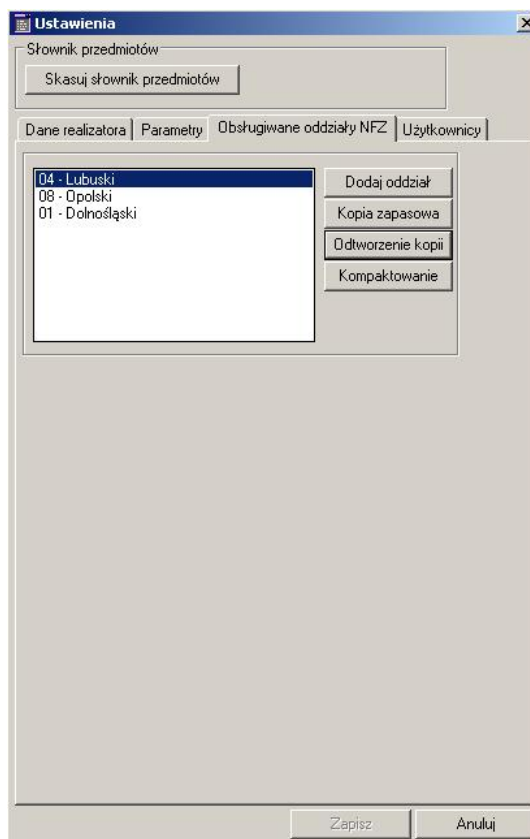 Ustawienia
Słownik przedmiotów
Skasuj słownik przedmiotów
Dane realizatora Parametry Obsługiwane oddziały NFZ Użytkownicy
04 - Lubuski
08 - Opolski
01 - Dolnośląski
Dodaj oddział
Kopia zapasowa
Odtworzenie kopii
Kompaktowanie
Zapisz Anuluj